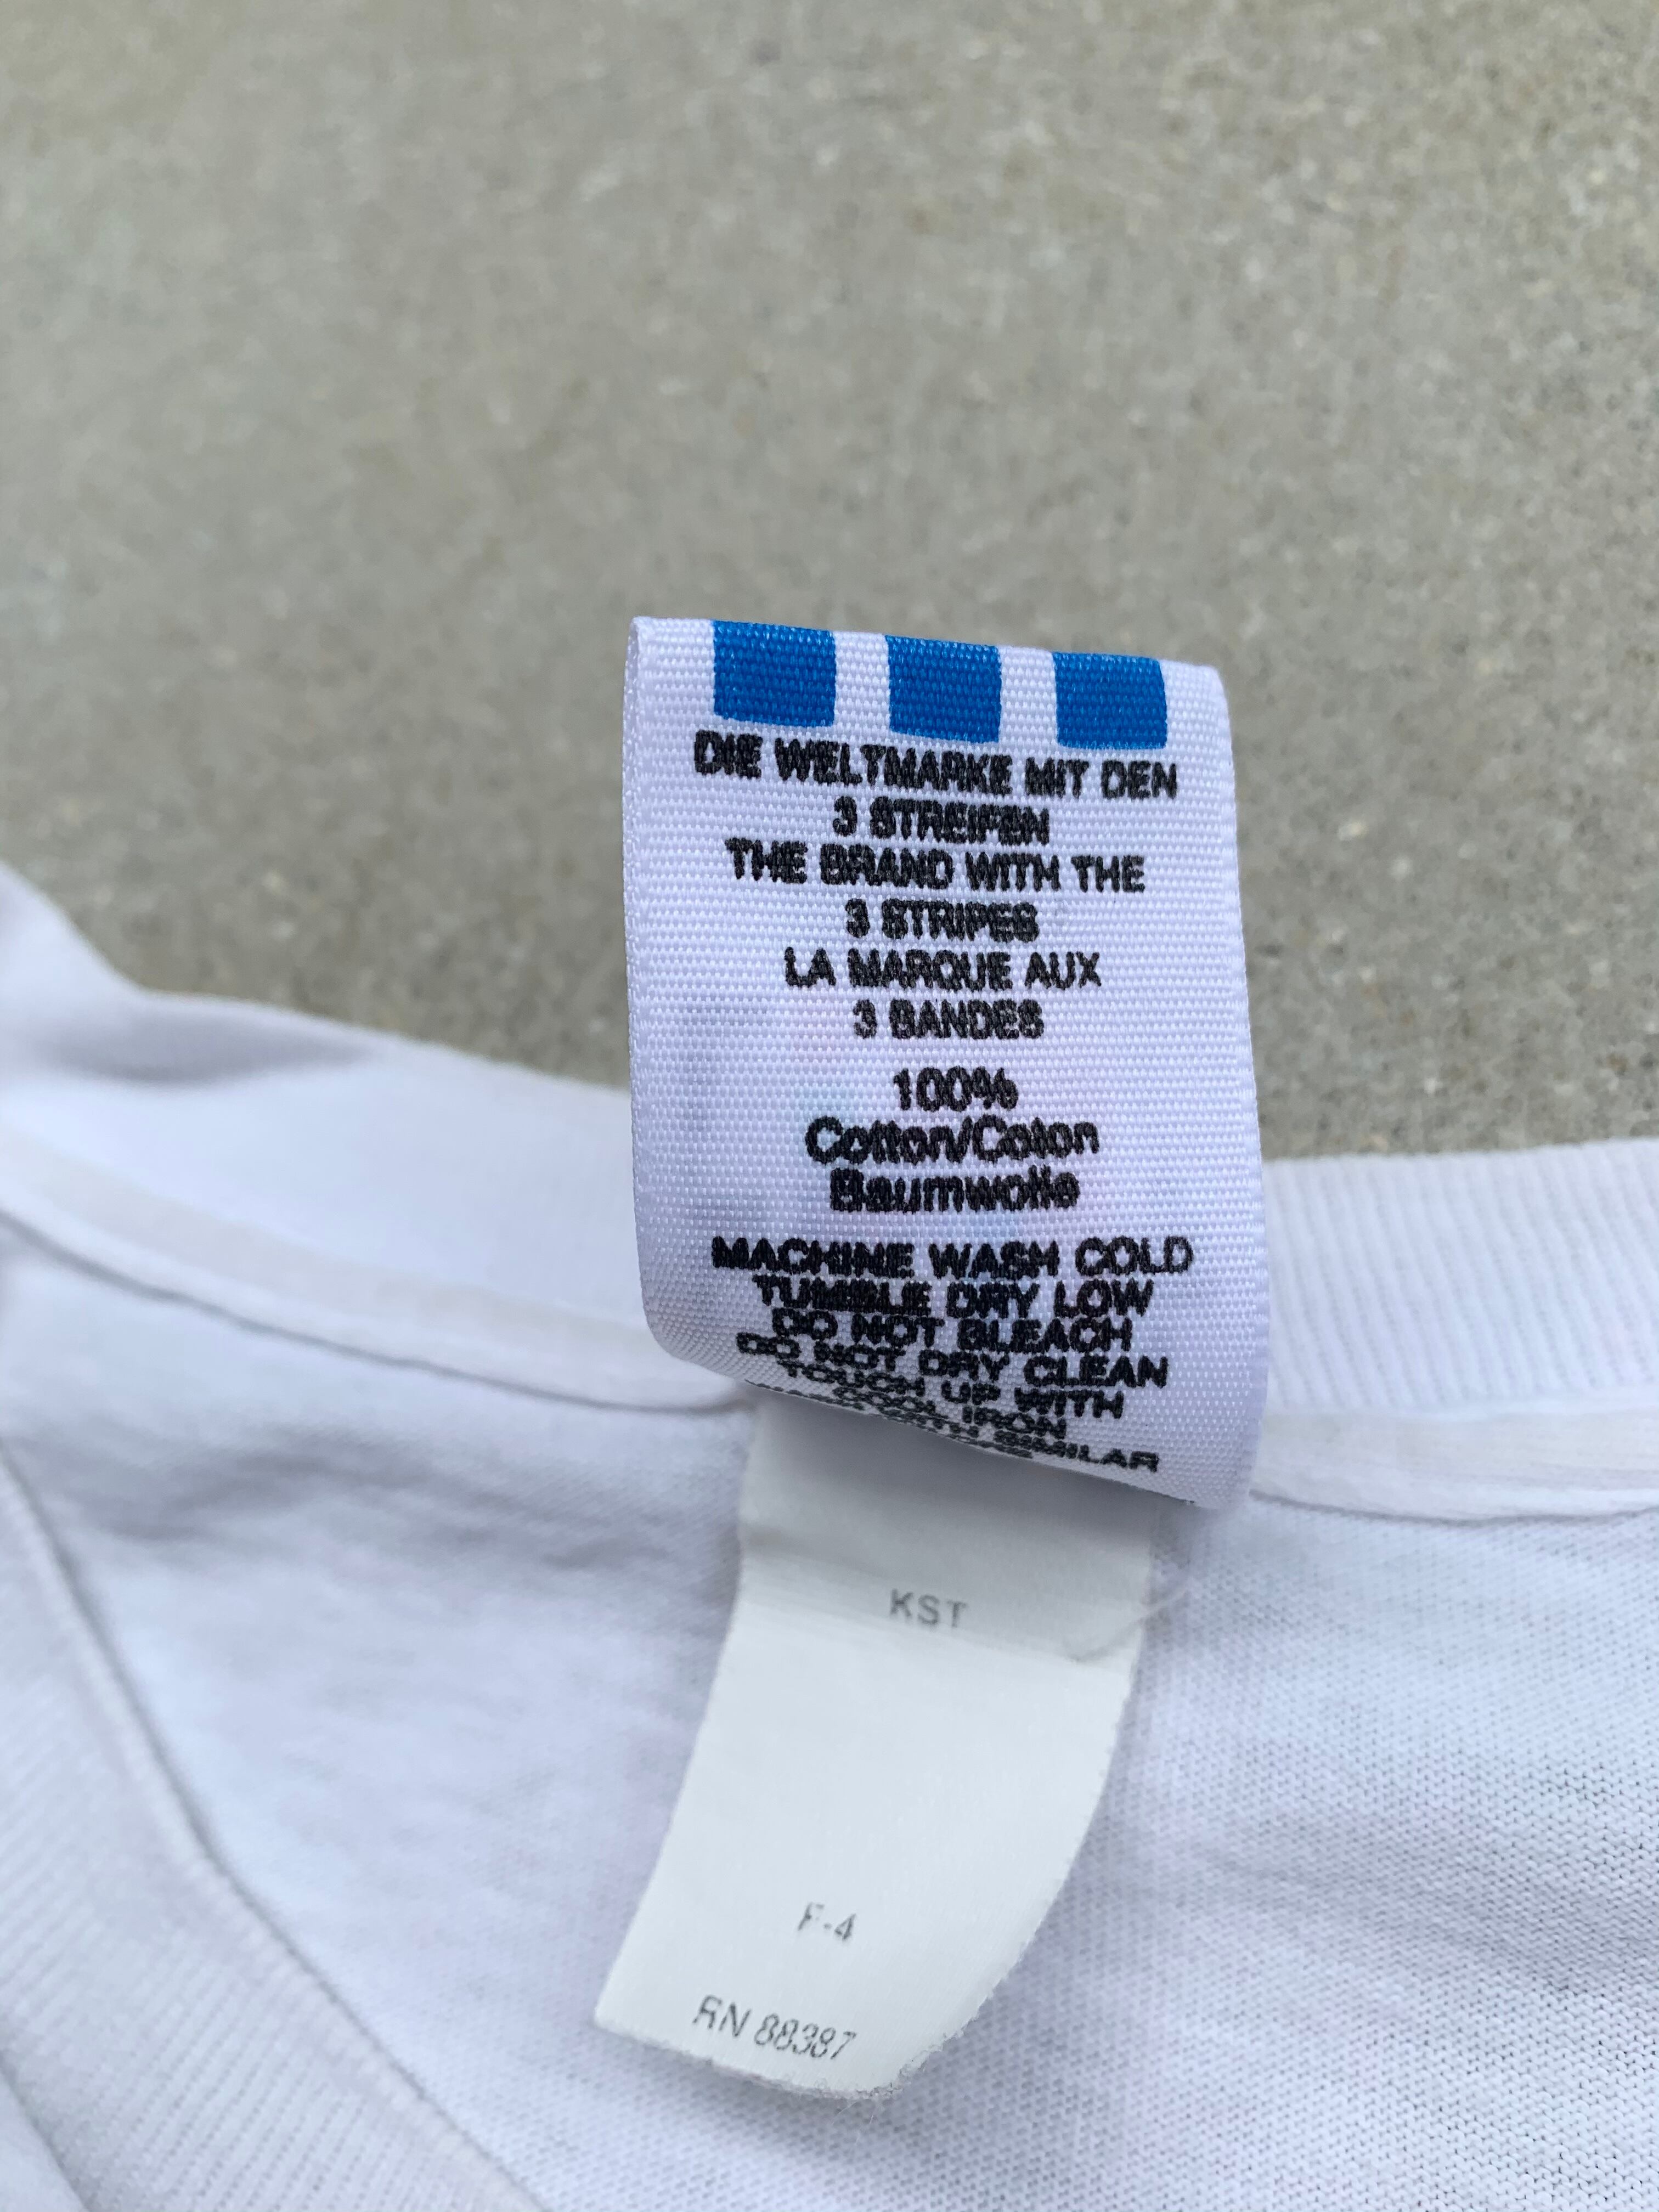 DIE WELTMARKE MIT DEN
3 STREIFEN
THE BRAND WITH THE
3 STRIPES
LA MARQUE AUX
3 BANDES
100%
Cotton/Coton
Baumwolle
MACHINE WASH COLD
TUMBLE DRY LOW
DO NOT BLEACH
DO NOT DRY CLEAN
TOUCH UP WITH
COOL IRON
WITH SIMILAR
KST
F-4
RN 88387